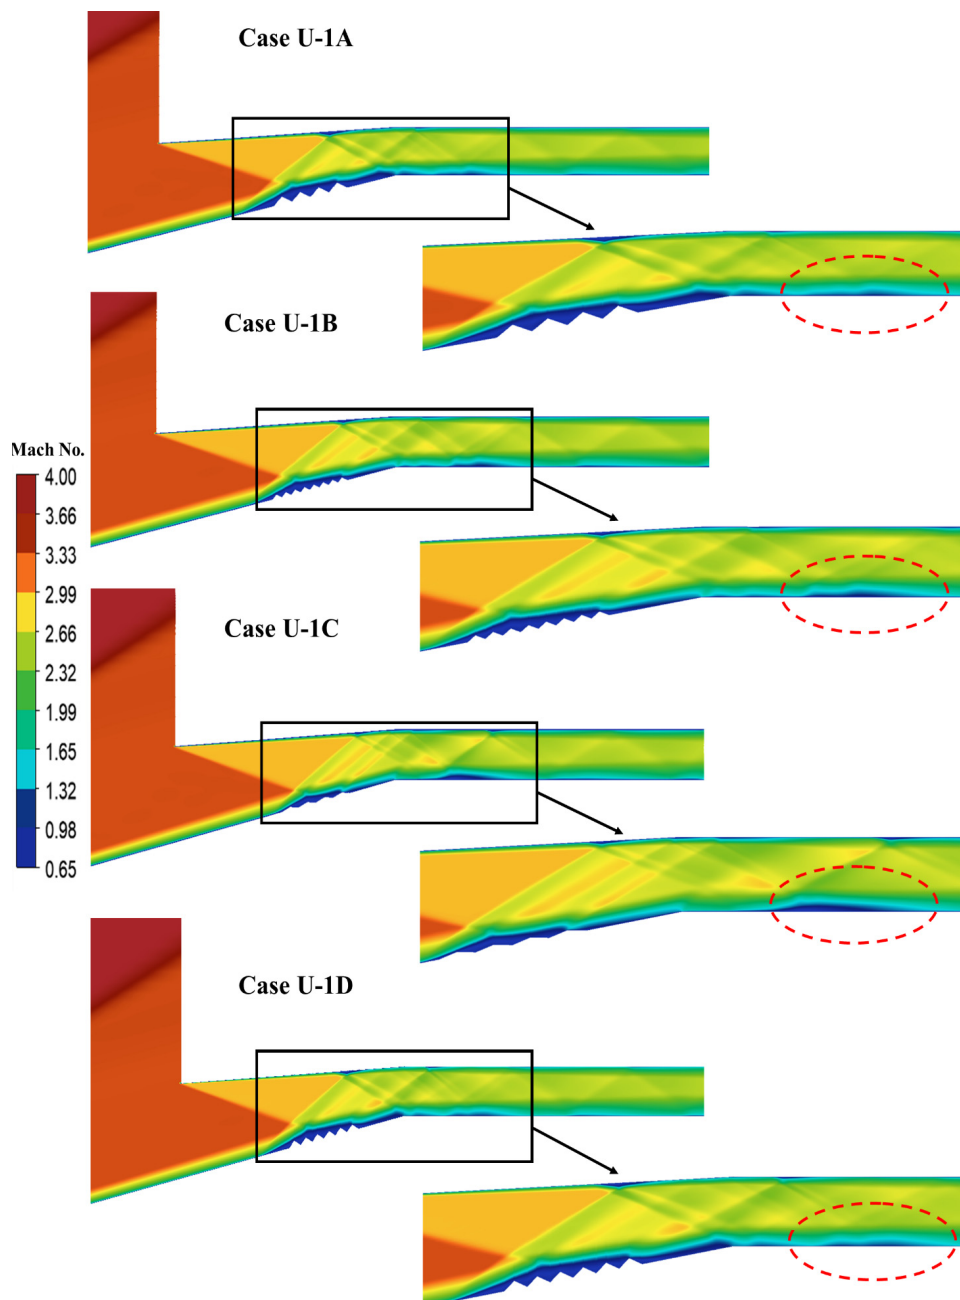 Case U-1A
Case U-1B
Mach No.
4.00
3.66
3.33
2.99
2.66
2.32
1.99
1.65
1.32
0.98
0.65
Case U-1C
Case U-1D